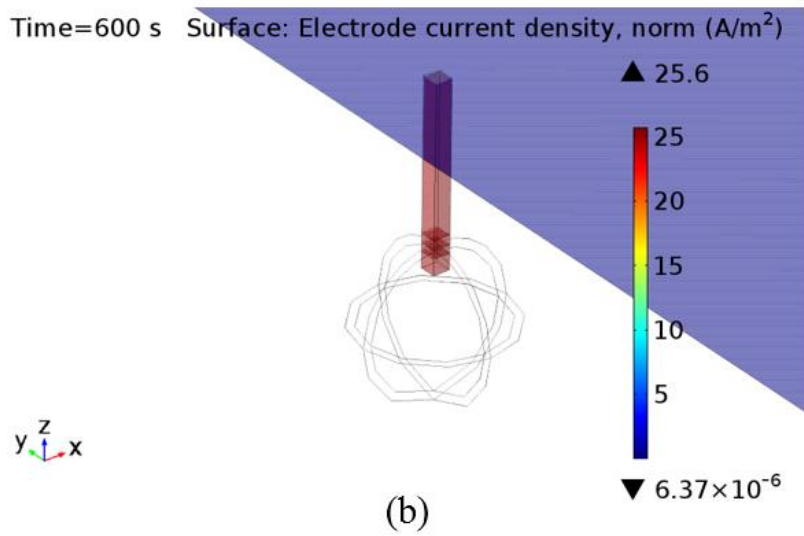 Time=600 s Surface: Electrode current density, norm (A/m²)
▲ 25.6
25
20
15
10
5
▼ 6.37×10⁻⁶
z
y x
(b)